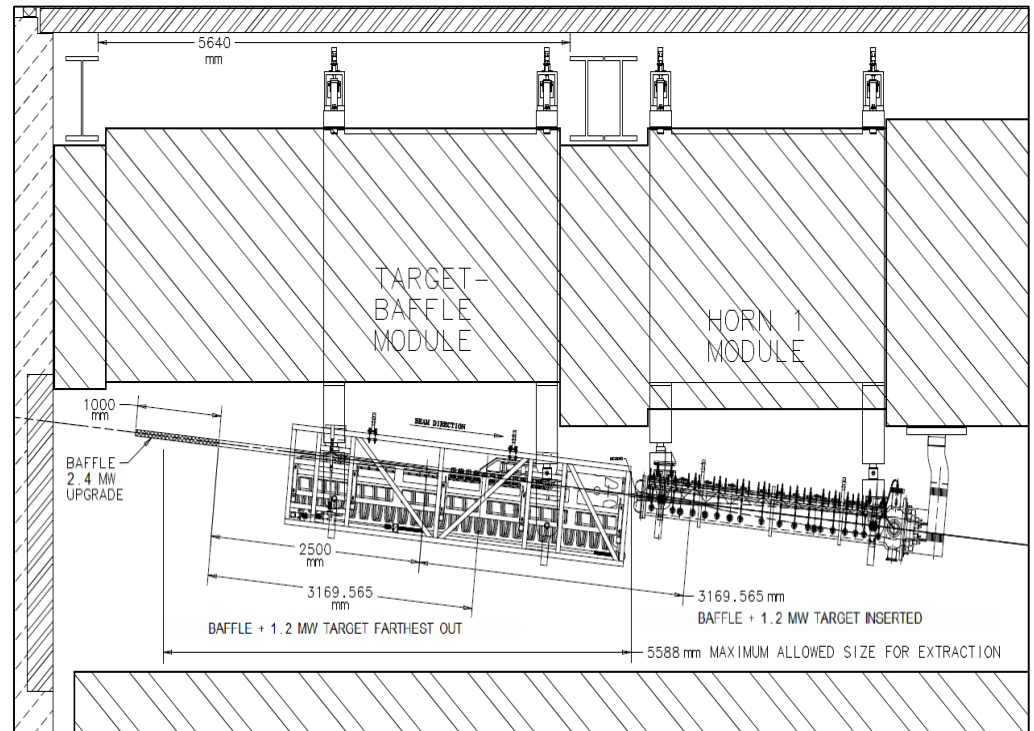 5640
mm
TARGET-
BAFFLE
MODULE
HORN 1
MODULE
1000
mm
BEAM DIRECTION
BAFFLE
2.4 MW
UPGRADE
2500
mm
3169.565
mm
3169.565 mm
BAFFLE + 1.2 MW TARGET INSERTED
BAFFLE + 1.2 MW TARGET FARTHEST OUT
5588 mm MAXIMUM ALLOWED SIZE FOR EXTRACTION